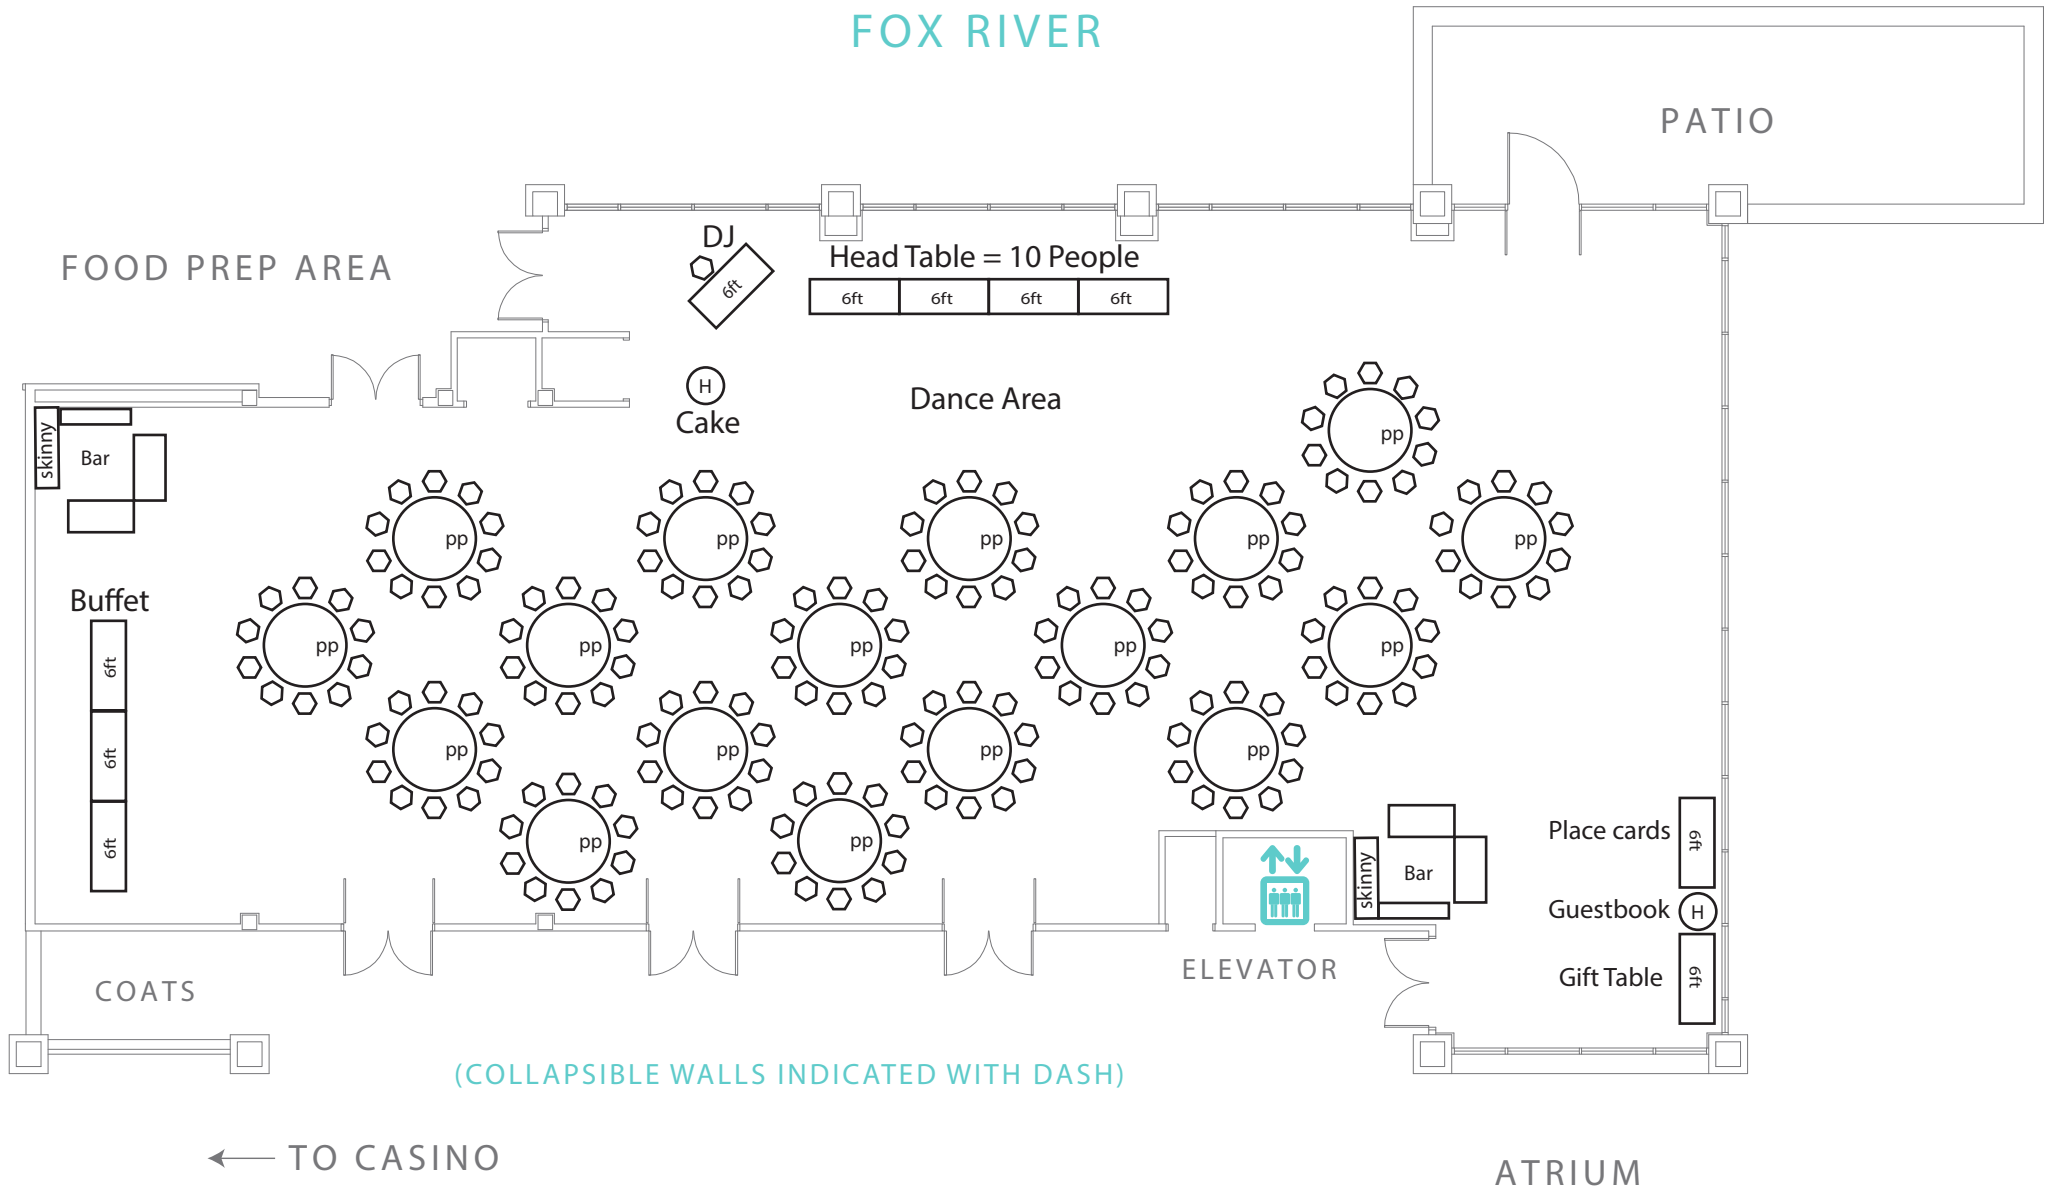 FOX RIVER
PATIO
FOOD PREP AREA
DJ
6ft
Head Table = 10 People
6ft 6ft 6ft 6ft
H
Cake
Dance Area
skinny
Bar
pp
pp pp pp pp pp
Buffet
6ft
6ft
6ft
pp pp pp pp pp
pp pp pp pp
pp pp
skinny
Bar
Place cards
6ft
Guestbook
H
Gift Table
6ft
ELEVATOR
COATS
(COLLAPSIBLE WALLS INDICATED WITH DASH)
TO CASINO
ATRIUM